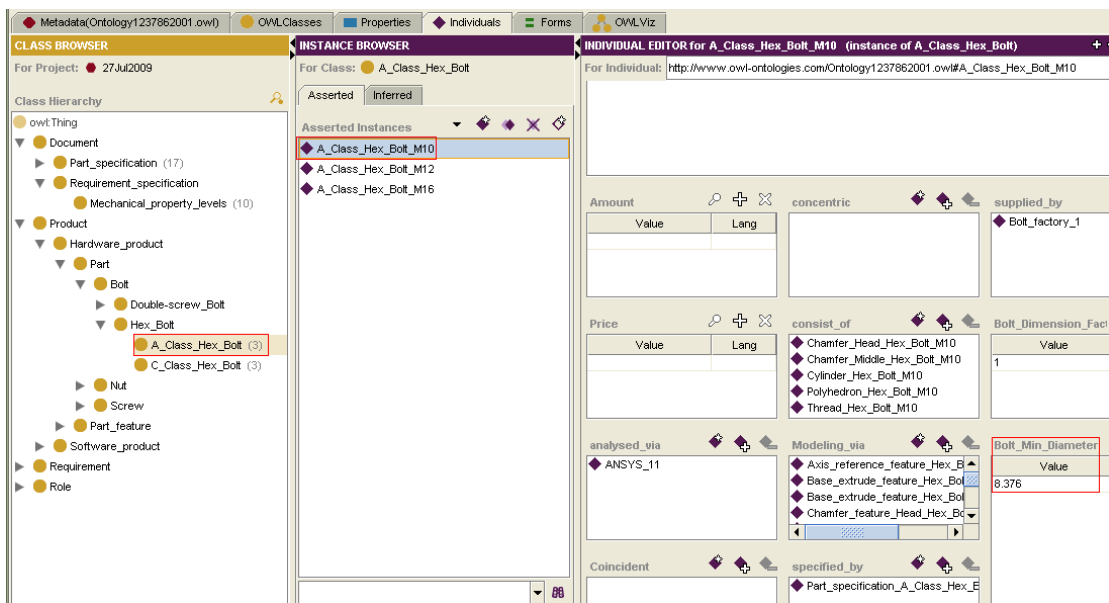 Metadata(Ontology1237862001.owl) OWLClasses Properties Individuals Forms OWLViz
CLASS BROWSER
For Project: 27Jul2009
Class Hierarchy
owl:Thing
Document
Part_specification (17)
Requirement_specification
Mechanical_property_levels (10)
Product
Hardware_product
Part
Bolt
Double-screw_Bolt
Hex_Bolt
A_Class_Hex_Bolt (3)
C_Class_Hex_Bolt (3)
Nut
Screw
Part_feature
Software_product
Requirement
Role
INSTANCE BROWSER
For Class: A_Class_Hex_Bolt
Asserted Inferred
Asserted Instances
A_Class_Hex_Bolt_M10
A_Class_Hex_Bolt_M12
A_Class_Hex_Bolt_M16
INDIVIDUAL EDITOR for A_Class_Hex_Bolt_M10 (instance of A_Class_Hex_Bolt)
For Individual: http://www.owl-ontologies.com/Ontology1237862001.owl#A_Class_Hex_Bolt_M10
Amount
Value Lang
concentric
supplied_by
Bolt_factory_1
Price
Value Lang
consist_of
Chamfer_Head_Hex_Bolt_M10
Chamfer_Middle_Hex_Bolt_M10
Cylinder_Hex_Bolt_M10
Polyhedron_Hex_Bolt_M10
Thread_Hex_Bolt_M10
Bolt_Dimension_Fact
Value
1
analysed_via
ANSYS_11
Modeling_via
Axis_reference_feature_Hex_B
Base_extrude_feature_Hex_Bol
Base_extrude_feature_Hex_Bol
Chamfer_feature_Head_Hex_Bo
Bolt_Min_Diameter
Value
8.376
Coincident
specified_by
Part_specification_A_Class_Hex_E